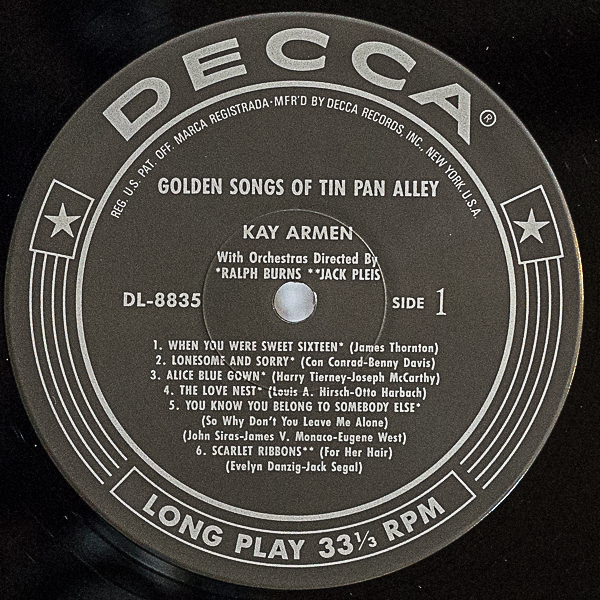 DECCA®
REG. U.S. PAT. OFF. MARCA REGISTRADA · MFR'D BY DECCA RECORDS, INC., NEW YORK, U.S.A.
GOLDEN SONGS OF TIN PAN ALLEY
KAY ARMEN
With Orchestras Directed By
*RALPH BURNS **JACK PLEIS
DL-8835
SIDE 1
1. WHEN YOU WERE SWEET SIXTEEN* (James Thornton)
2. LONESOME AND SORRY* (Con Conrad-Benny Davis)
3. ALICE BLUE GOWN* (Harry Tierney-Joseph McCarthy)
4. THE LOVE NEST* (Louis A. Hirsch-Otto Harbach)
5. YOU KNOW YOU BELONG TO SOMEBODY ELSE*
(So Why Don't You Leave Me Alone)
(John Siras-James V. Monaco-Eugene West)
6. SCARLET RIBBONS** (For Her Hair)
(Evelyn Danzig-Jack Segal)
LONG PLAY 33⅓ RPM